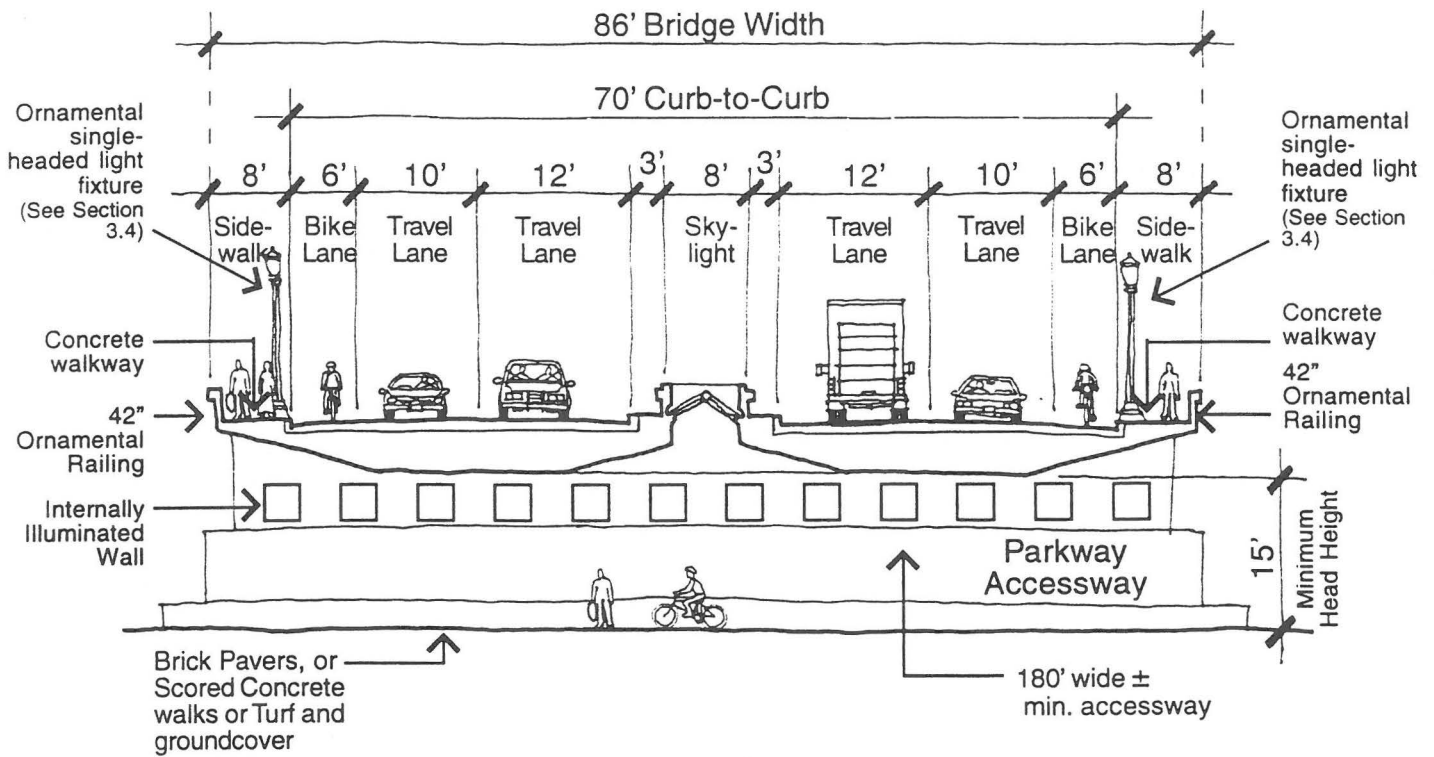 86' Bridge Width
70' Curb-to-Curb
Ornamental
single-
headed light
fixture
(See Section
3.4)
8' 6' 10' 12' 3' 8' 3' 12' 10' 6' 8'
Side-
walk
Bike
Lane
Travel
Lane
Travel
Lane
Sky-
light
Travel
Lane
Travel
Lane
Bike
Lane
Side-
walk
Ornamental
single-
headed light
fixture
(See Section
3.4)
Concrete
walkway
42"
Ornamental
Railing
Internally
Illuminated
Wall
Concrete
walkway
42"
Ornamental
Railing
Parkway
Accessway
15'
Minimum
Head Height
Brick Pavers, or
Scored Concrete
walks or Turf and
groundcover
180' wide ±
min. accessway